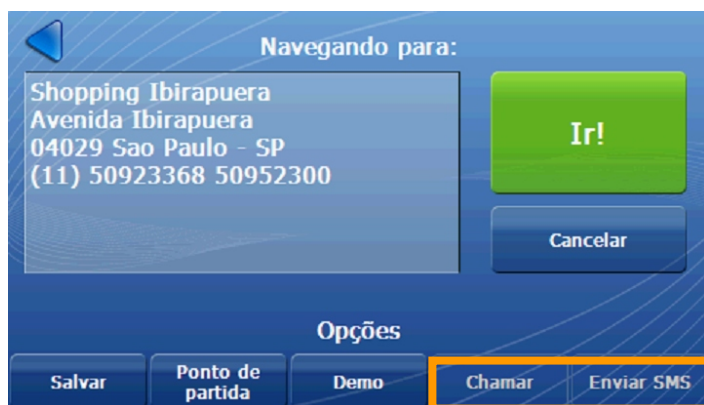 Navegando para:
Shopping Ibirapuera
Avenida Ibirapuera
04029 Sao Paulo - SP
(11) 50923368 50952300
Ir!
Cancelar
Opções
Salvar
Ponto de
partida
Demo
Chamar
Enviar SMS